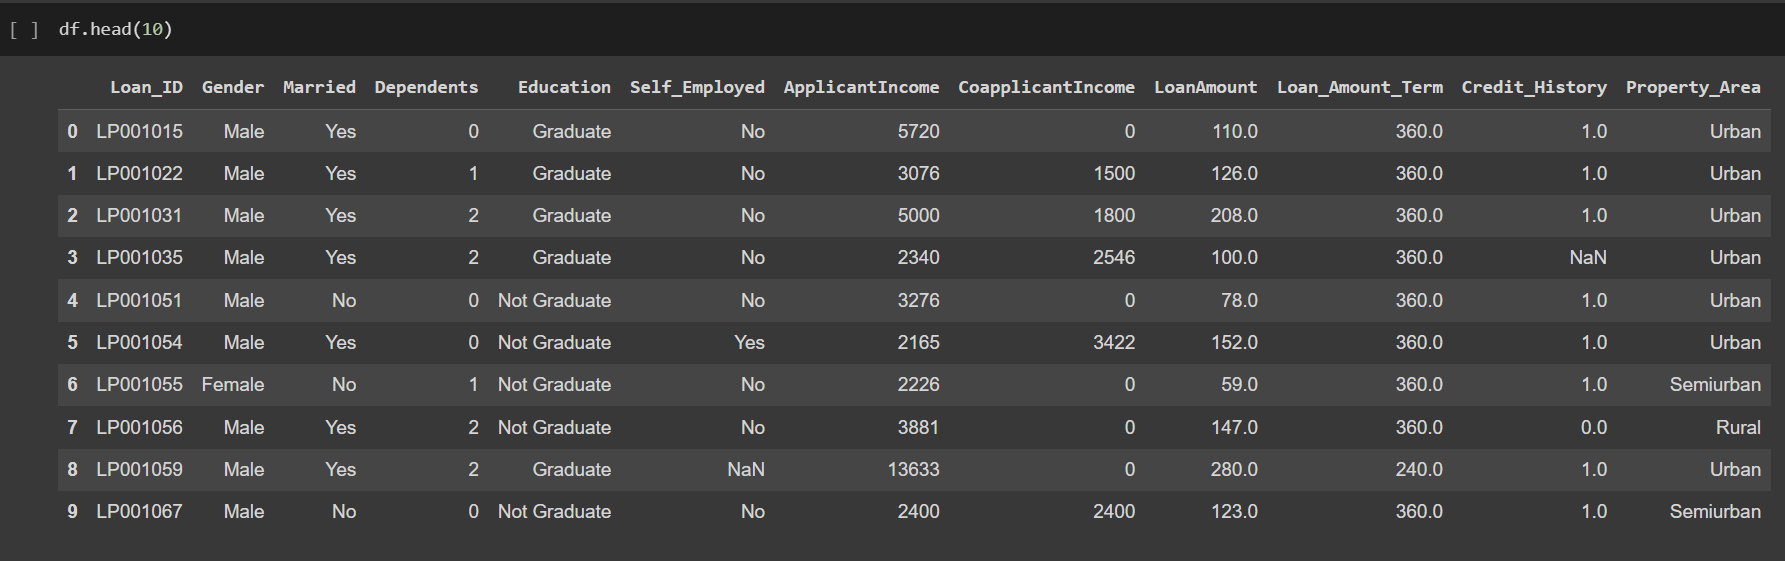 [ ] df.head(10)
Loan_ID Gender Married Dependents Education Self_Employed ApplicantIncome CoapplicantIncome LoanAmount Loan_Amount_Term Credit_History Property_Area
0 LP001015 Male Yes 0 Graduate No 5720 0 110.0 360.0 1.0 Urban
1 LP001022 Male Yes 1 Graduate No 3076 1500 126.0 360.0 1.0 Urban
2 LP001031 Male Yes 2 Graduate No 5000 1800 208.0 360.0 1.0 Urban
3 LP001035 Male Yes 2 Graduate No 2340 2546 100.0 360.0 NaN Urban
4 LP001051 Male No 0 Not Graduate No 3276 0 78.0 360.0 1.0 Urban
5 LP001054 Male Yes 0 Not Graduate Yes 2165 3422 152.0 360.0 1.0 Urban
6 LP001055 Female No 1 Not Graduate No 2226 0 59.0 360.0 1.0 Semiurban
7 LP001056 Male Yes 2 Not Graduate No 3881 0 147.0 360.0 0.0 Rural
8 LP001059 Male Yes 2 Graduate NaN 13633 0 280.0 240.0 1.0 Urban
9 LP001067 Male No 0 Not Graduate No 2400 2400 123.0 360.0 1.0 Semiurban